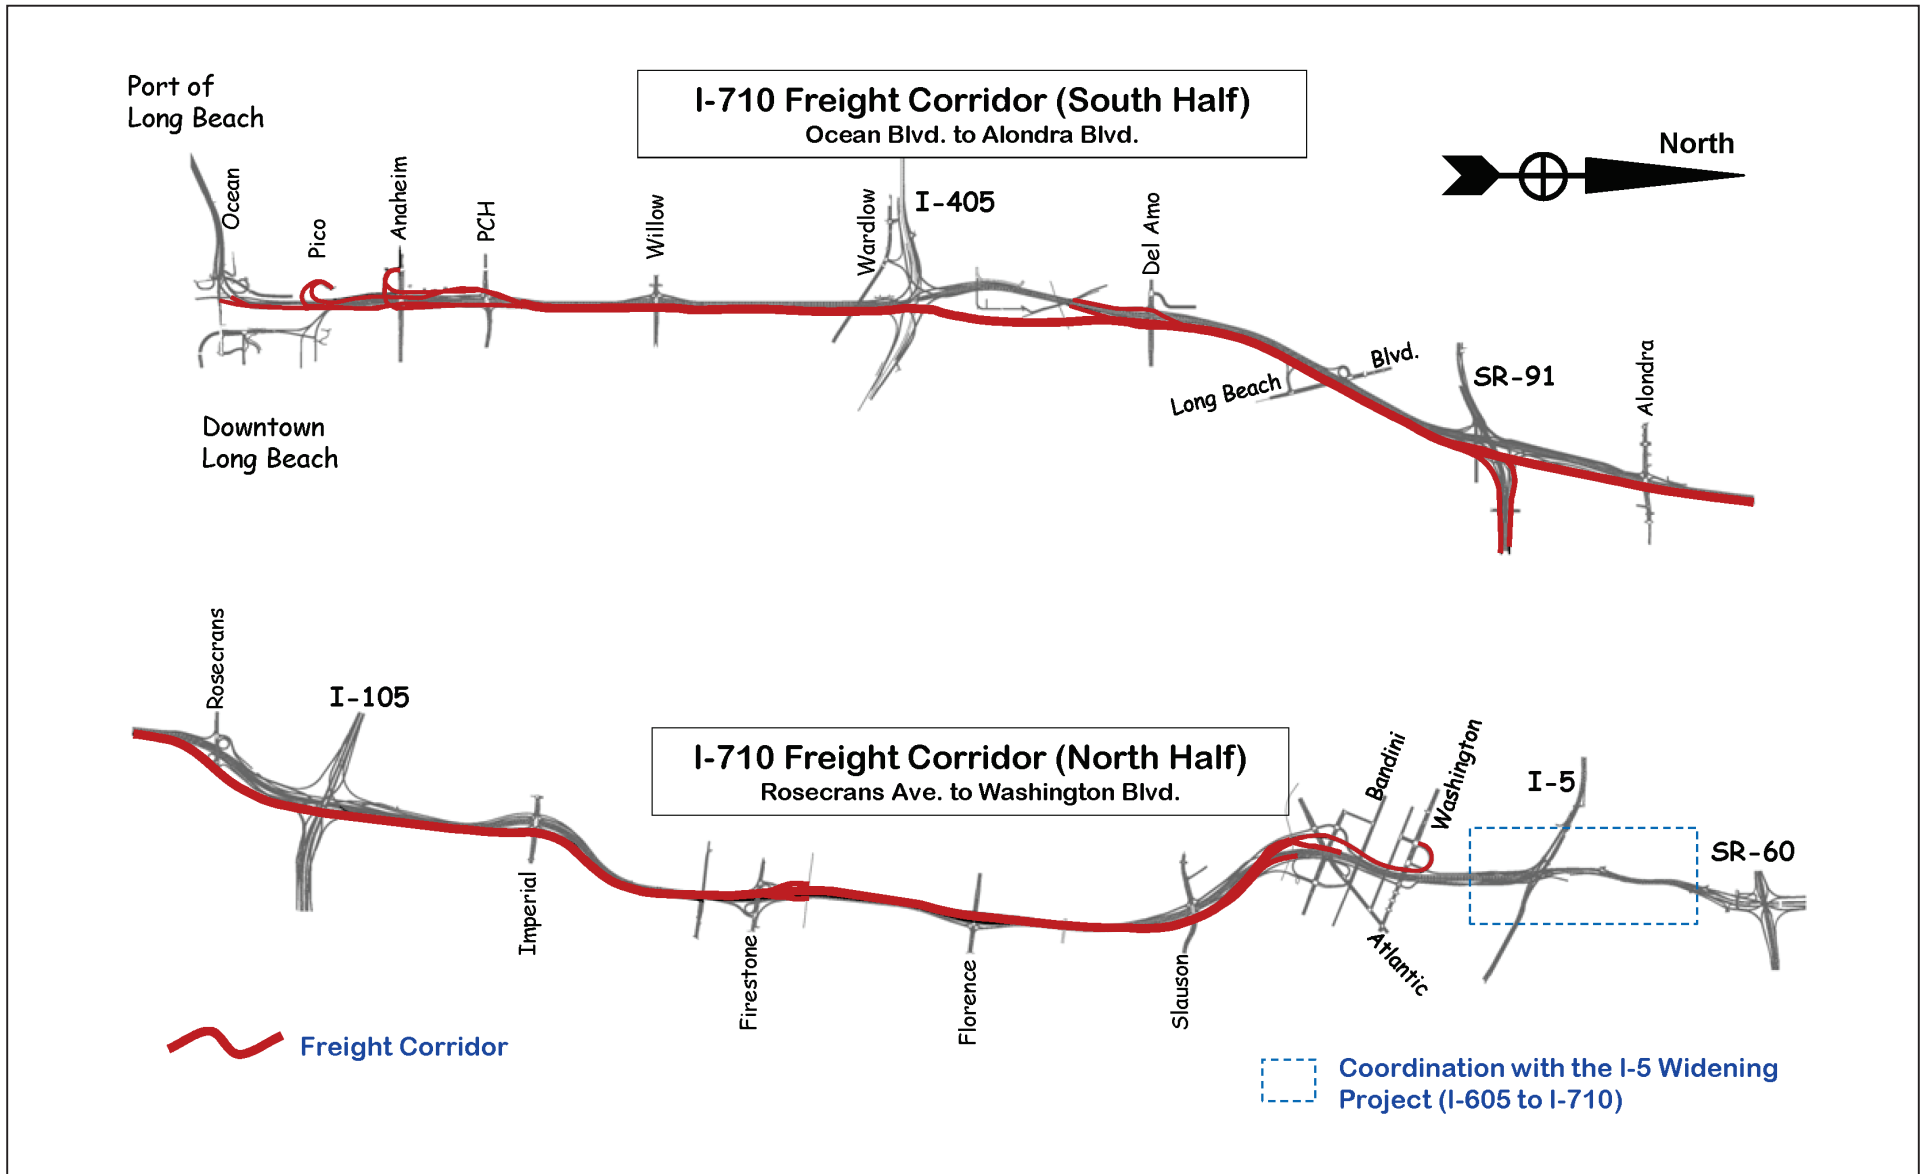 Port of
Long Beach
I-710 Freight Corridor (South Half)
Ocean Blvd. to Alondra Blvd.
North
Ocean
Pico
Anaheim
PCH
Willow
Wardlow
I-405
Del Amo
Long Beach Blvd.
SR-91
Alondra
Downtown
Long Beach
Rosecrans
I-105
I-710 Freight Corridor (North Half)
Rosecrans Ave. to Washington Blvd.
Imperial
Firestone
Florence
Slauson
Bandini
Washington
Atlantic
I-5
SR-60
Freight Corridor
Coordination with the I-5 Widening
Project (I-605 to I-710)